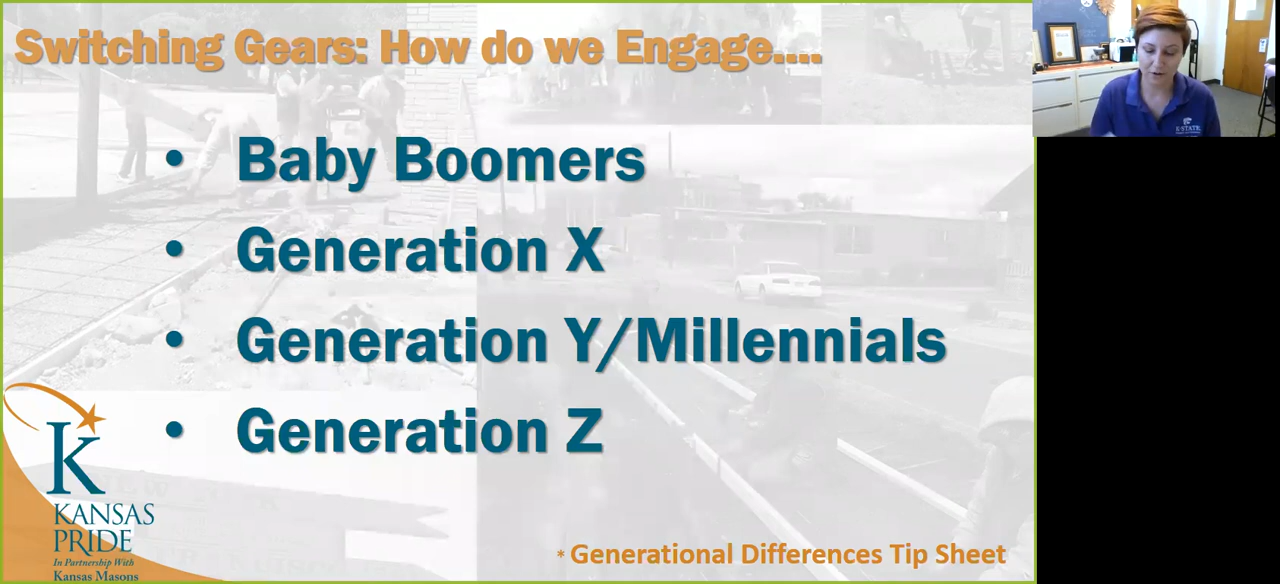 Switching Gears: How do we Engage....
• Baby Boomers
• Generation X
• Generation Y/Millennials
• Generation Z
K
KANSAS
PRIDE
In Partnership With
Kansas Masons
* Generational Differences Tip Sheet
K-STATE